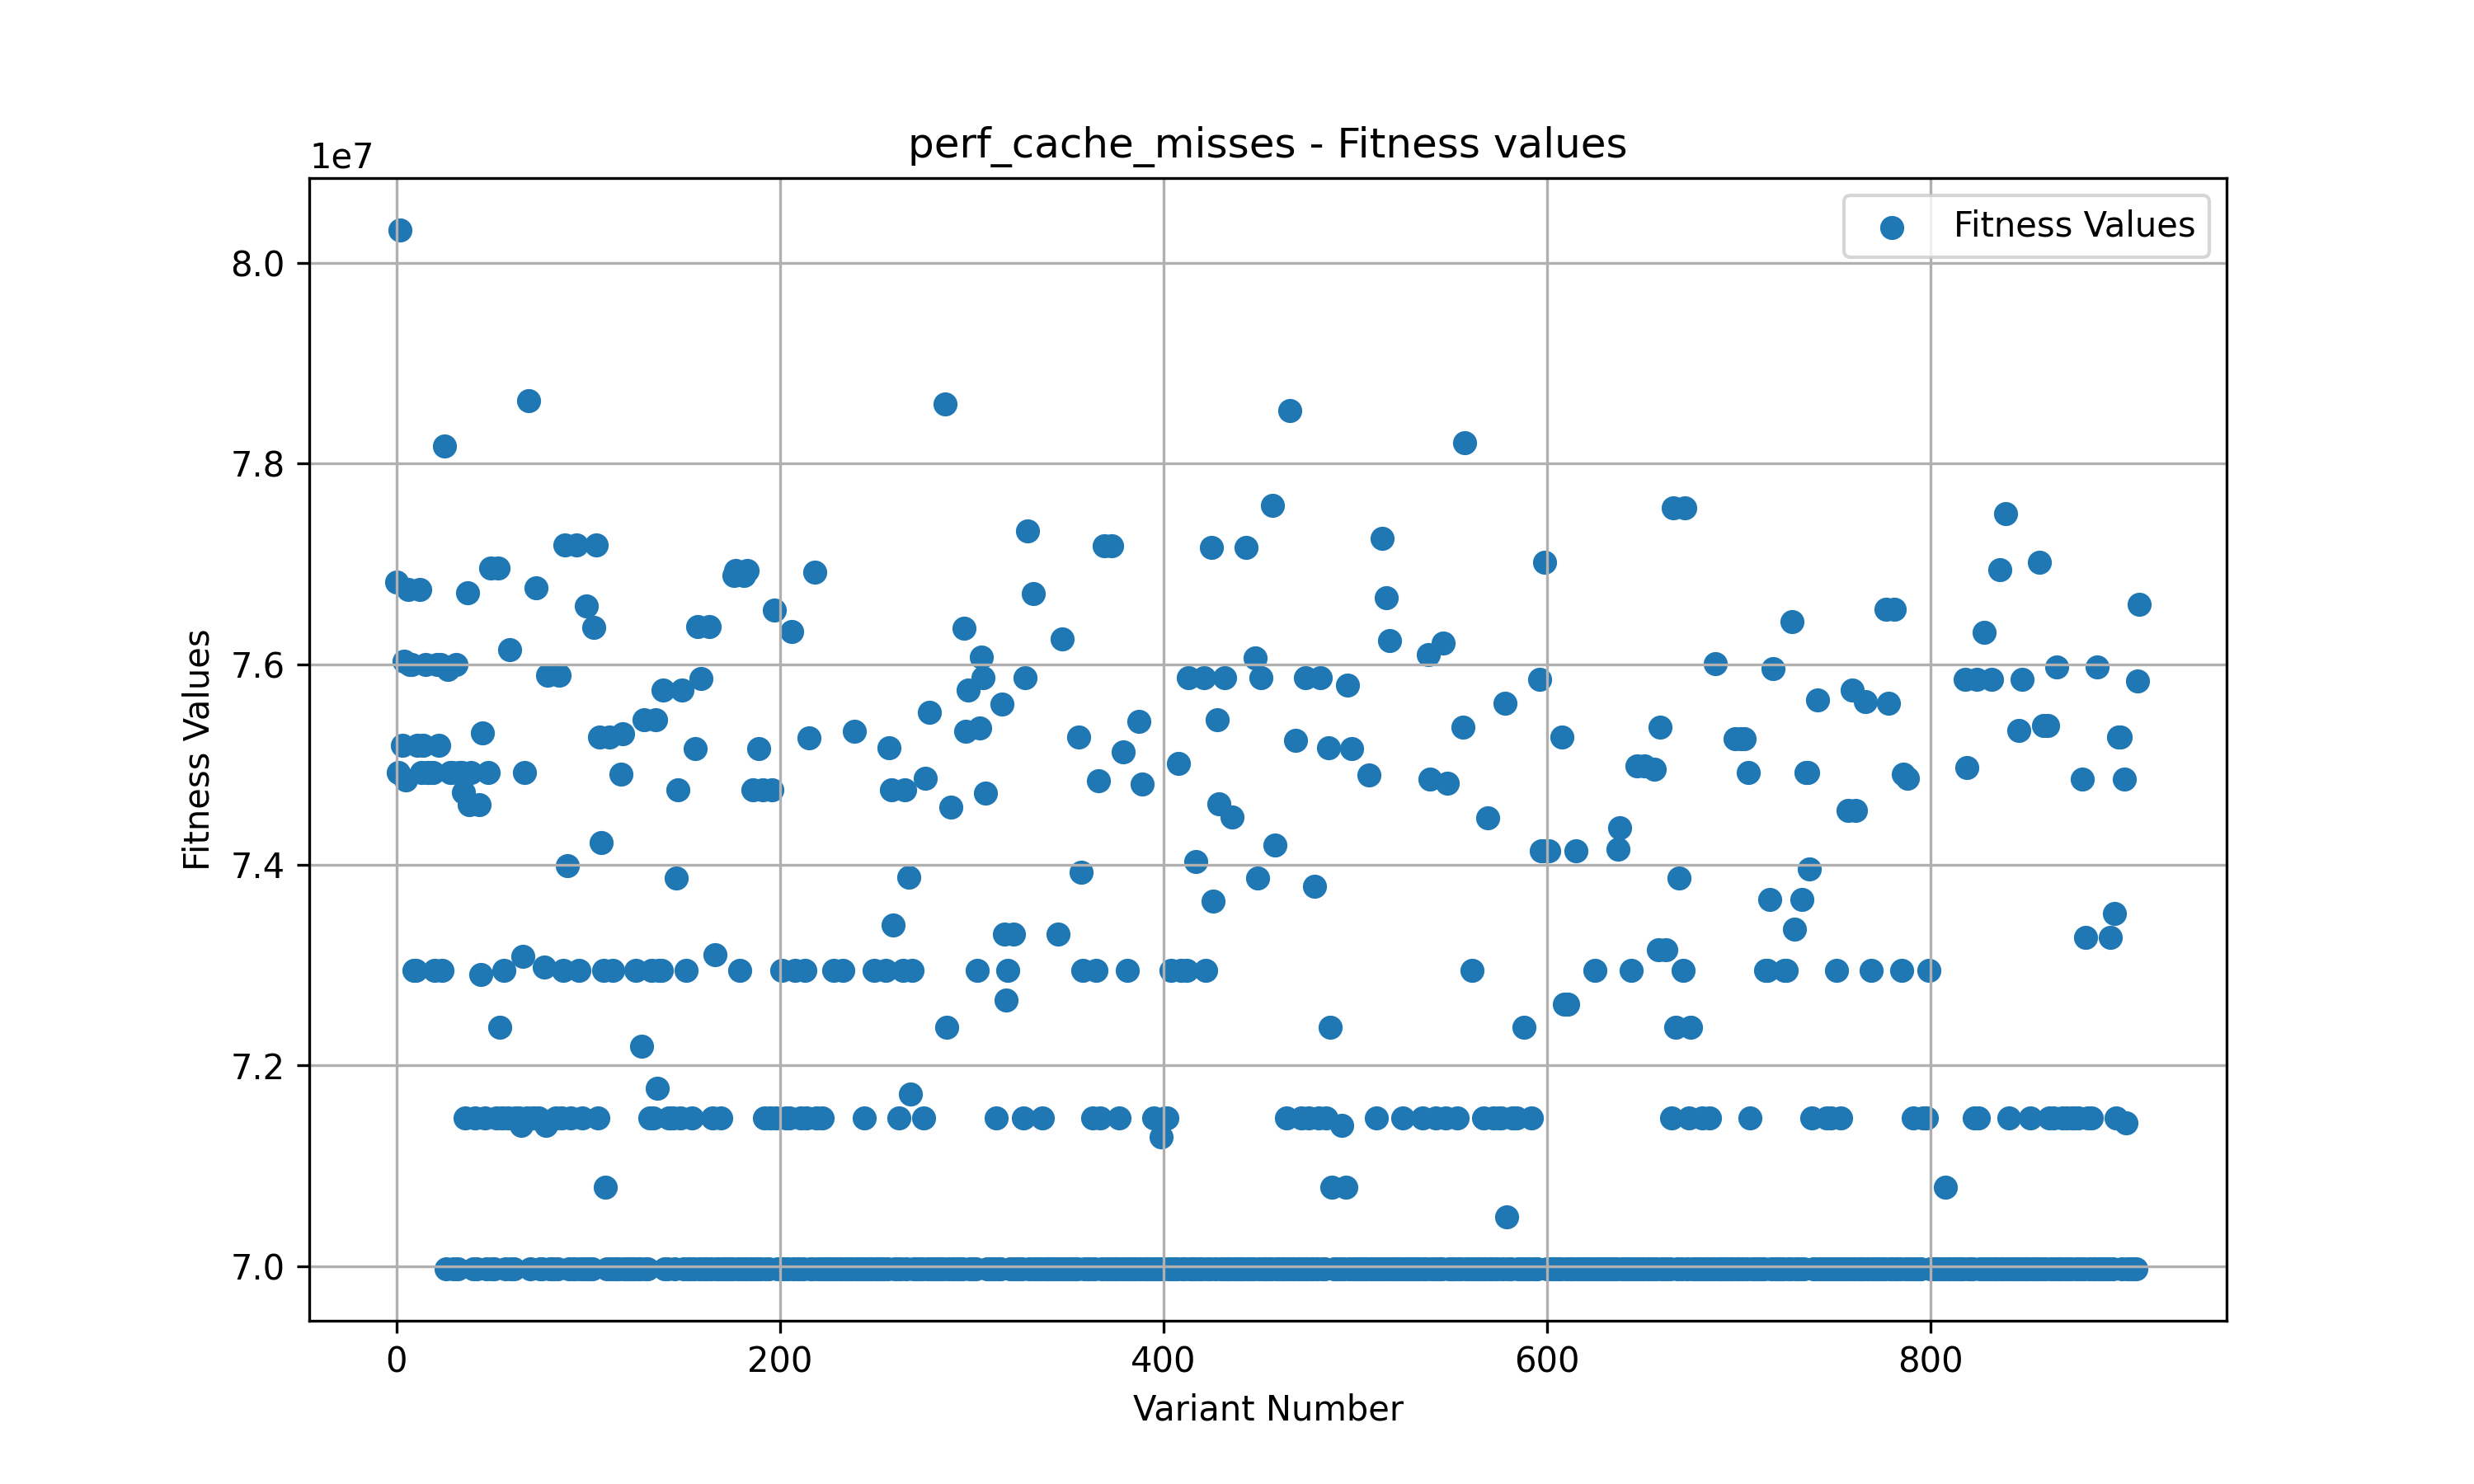 perf_cache_misses - Fitness values
1e7
Fitness Values
8.0
7.8
7.6
7.4
7.2
7.0
Fitness Values
0
200
400
600
800
Variant Number